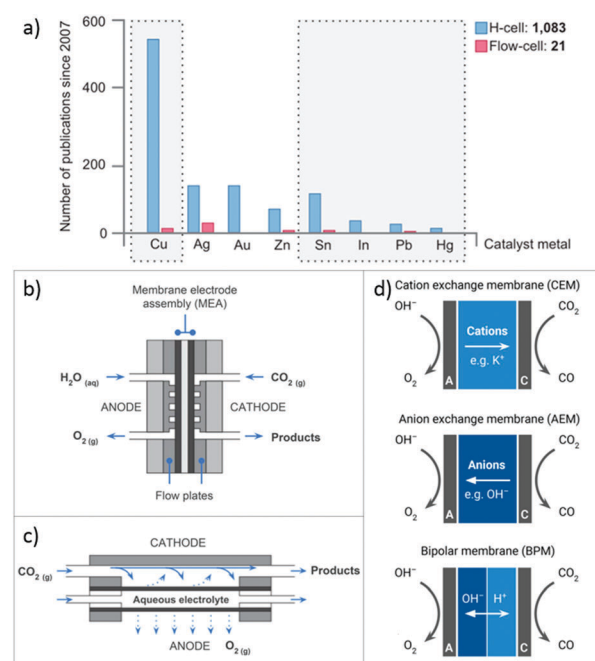 a)
Number of publications since 2007
600
400
200
0
H-cell: 1,083
Flow-cell: 21
Cu Ag Au Zn Sn In Pb Hg Catalyst metal
b)
Membrane electrode
assembly (MEA)
H₂O (aq)
CO₂ (g)
ANODE CATHODE
O₂ (g)
Products
Flow plates
c)
CATHODE
CO₂ (g)
Products
Aqueous electrolyte
ANODE O₂ (g)
d)
Cation exchange membrane (CEM)
OH⁻ CO₂
Cations
e.g. K⁺
A C
O₂ CO
Anion exchange membrane (AEM)
OH⁻ CO₂
Anions
e.g. OH⁻
A C
O₂ CO
Bipolar membrane (BPM)
OH⁻ CO₂
OH⁻ H⁺
A C
O₂ CO